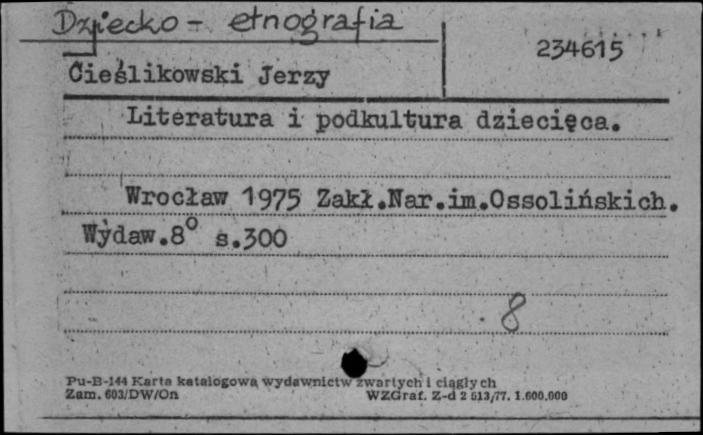 Dziecko - etnografia
234615
Cieślikowski Jerzy
Literatura i podkultura dziecięca.
Wrocław 1975 Zakł.Nar.im.Ossolińskich.
Wydaw.8° s.300
8
Pu-B-144 Karta katalogowa wydawnictw zwartych i ciągłych
Zam. 603/DW/On WZGraf. Z-d 2 613/77. 1.600.000